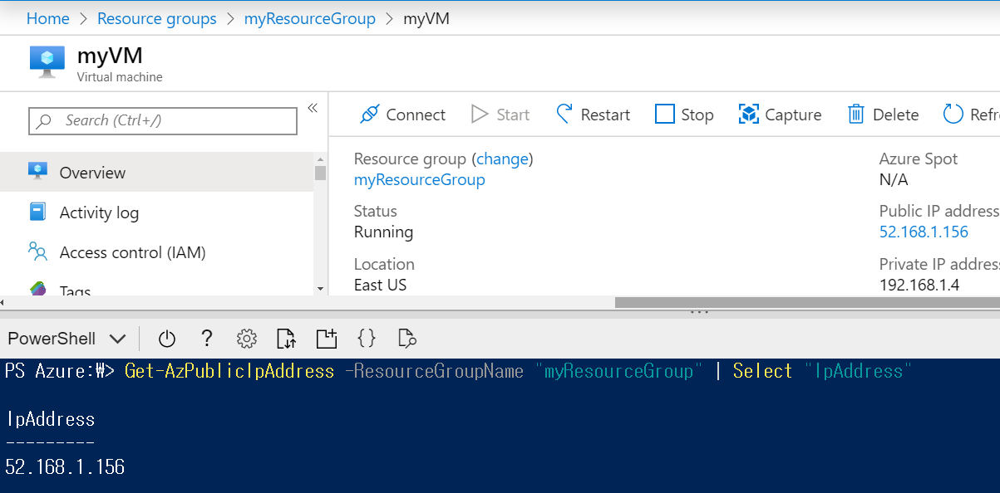 Home > Resource groups > myResourceGroup > myVM
myVM
Virtual machine
Search (Ctrl+/)
«
Connect Start Restart Stop Capture Delete Refr
Overview
Activity log
Access control (IAM)
Tags
Resource group (change)
myResourceGroup
Status
Running
Location
East US
Azure Spot
N/A
Public IP address
52.168.1.156
Private IP address
192.168.1.4
PowerShell
PS Azure:₩> Get-AzPublicIpAddress -ResourceGroupName "myResourceGroup" | Select "IpAddress"
IpAddress
---------
52.168.1.156